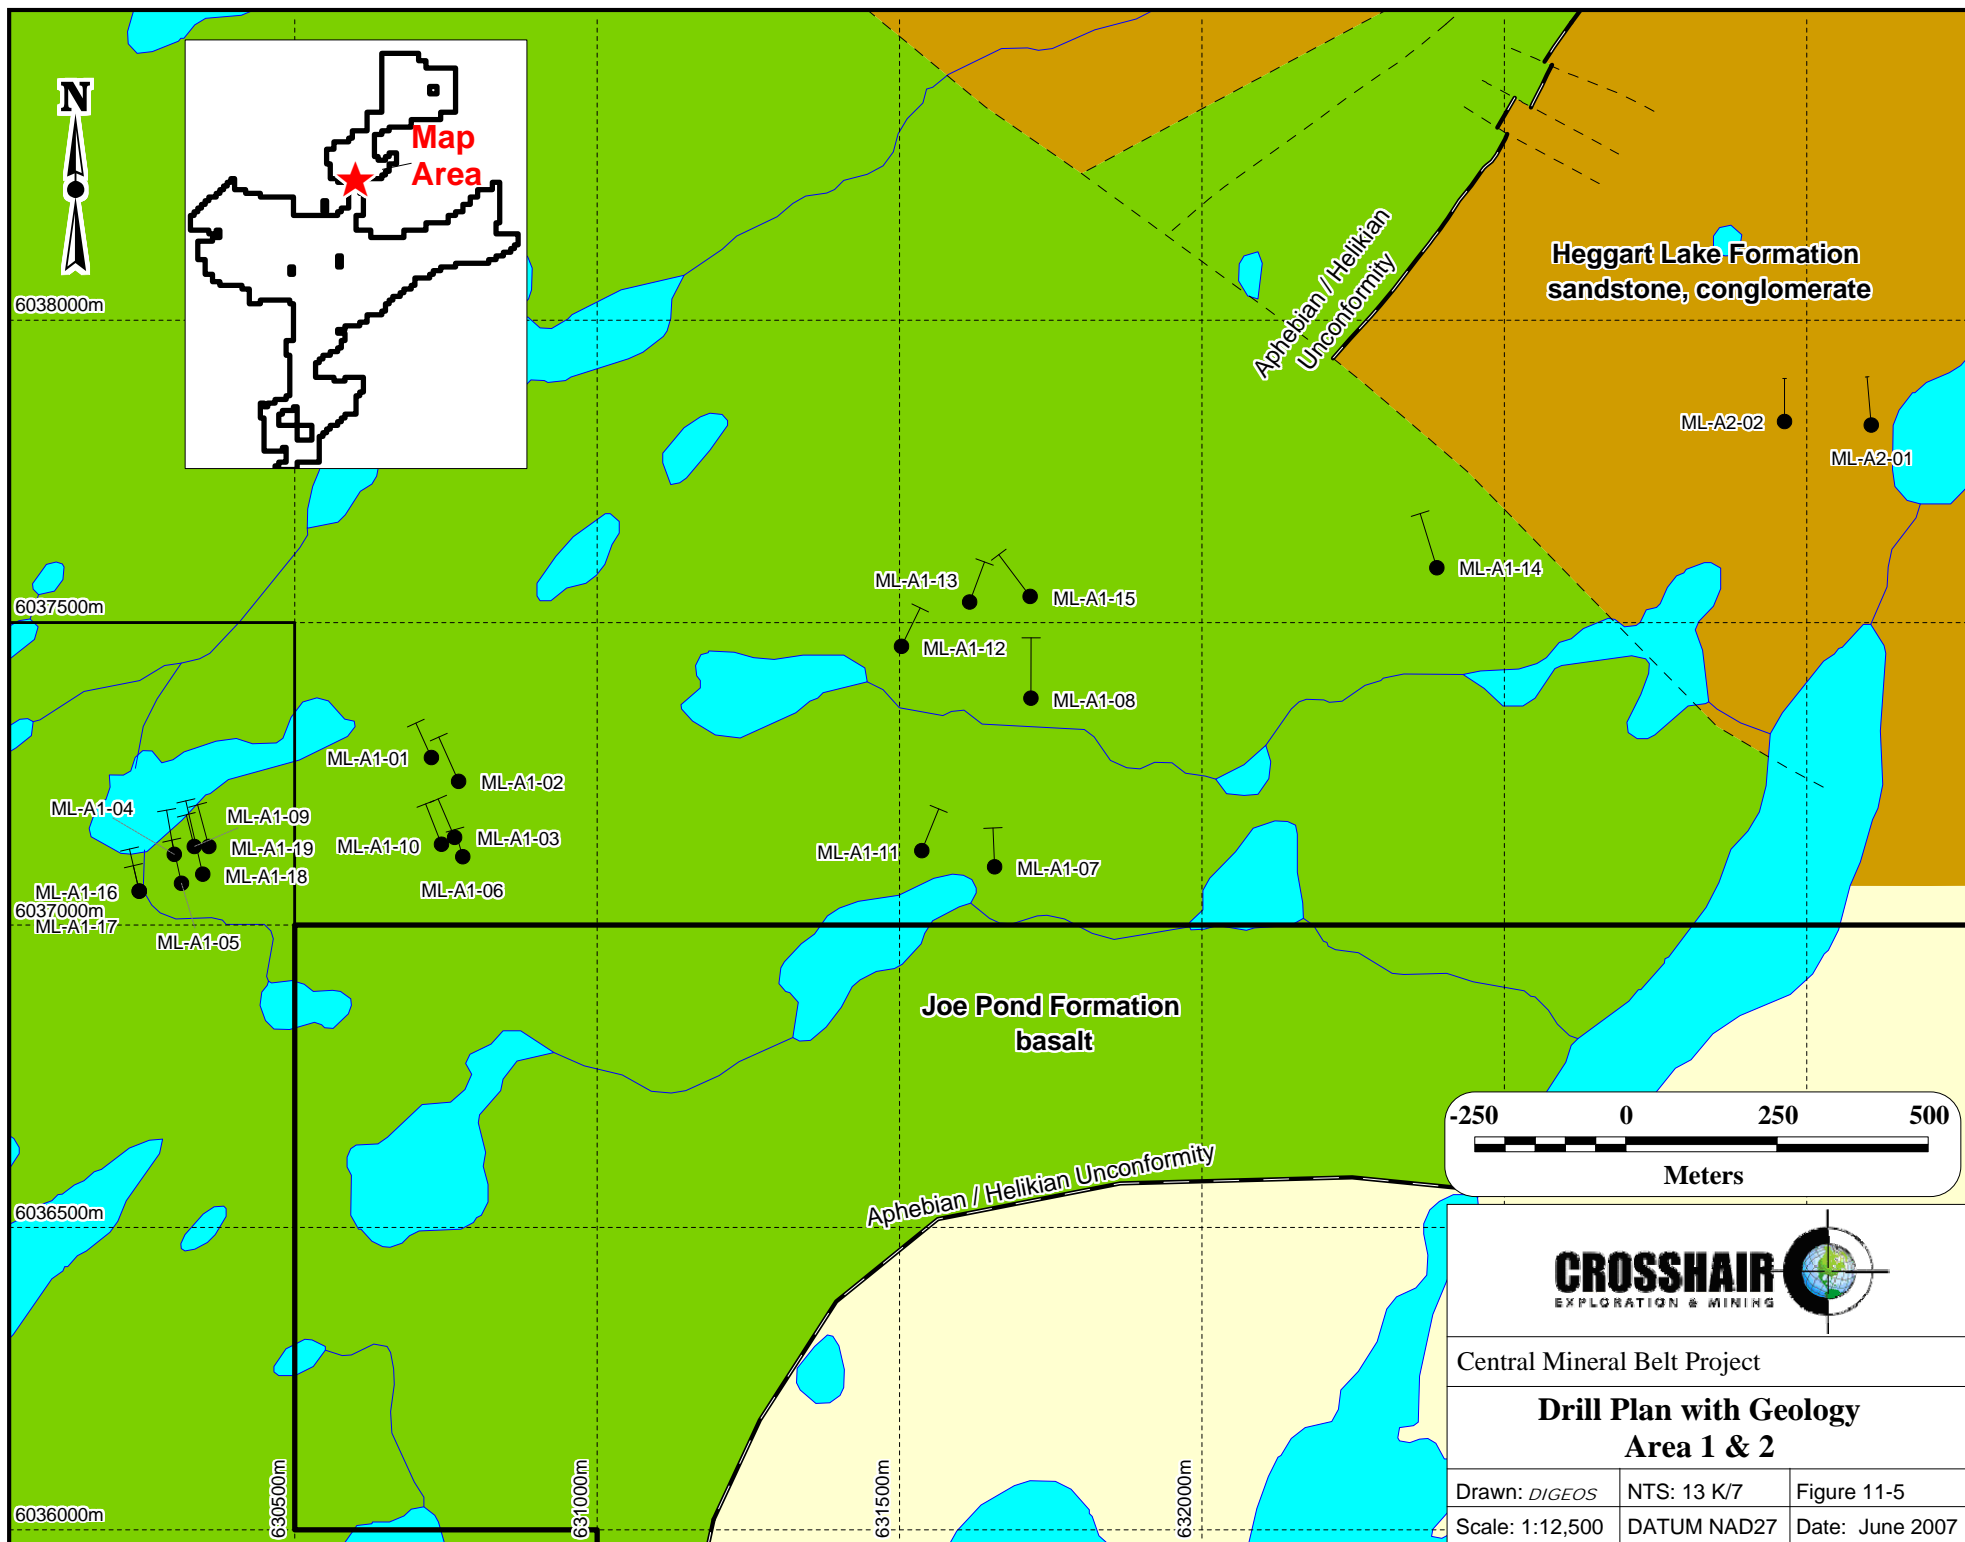 N
Map
Area
Heggart Lake Formation
sandstone, conglomerate
Aphebian / Helikian
Unconformity
6038000m
ML-A2-02
ML-A2-01
ML-A1-14
ML-A1-13
ML-A1-15
6037500m
ML-A1-12
ML-A1-08
ML-A1-01
ML-A1-02
ML-A1-04
ML-A1-09
ML-A1-03
ML-A1-10
ML-A1-19
ML-A1-11
ML-A1-07
ML-A1-18
ML-A1-16
ML-A1-06
6037000m
ML-A1-17
ML-A1-05
Joe Pond Formation
basalt
-250 0 250 500
Meters
Aphebian / Helikian Unconformity
6036500m
CROSSHAIR
EXPLORATION & MINING
Central Mineral Belt Project
Drill Plan with Geology
Area 1 & 2
630500m
631000m
631500m
632000m
6036000m
Drawn: DIGEOS
NTS: 13 K/7
Figure 11-5
Scale: 1:12,500
DATUM NAD27
Date: June 2007